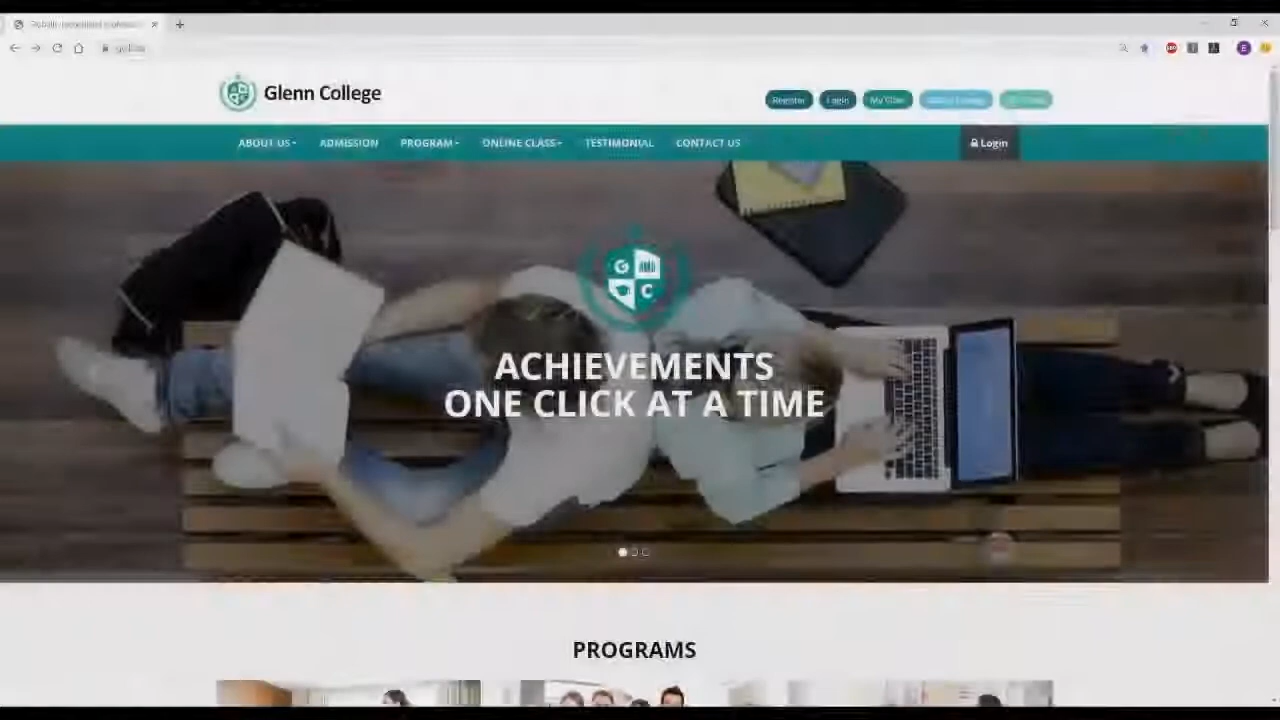 Glenn College
Register
Login
My Class
ABOUT US
ADMISSION
PROGRAM
ONLINE CLASS
TESTIMONIAL
CONTACT US
Login
G
C
ACHIEVEMENTS
ONE CLICK AT A TIME
PROGRAMS